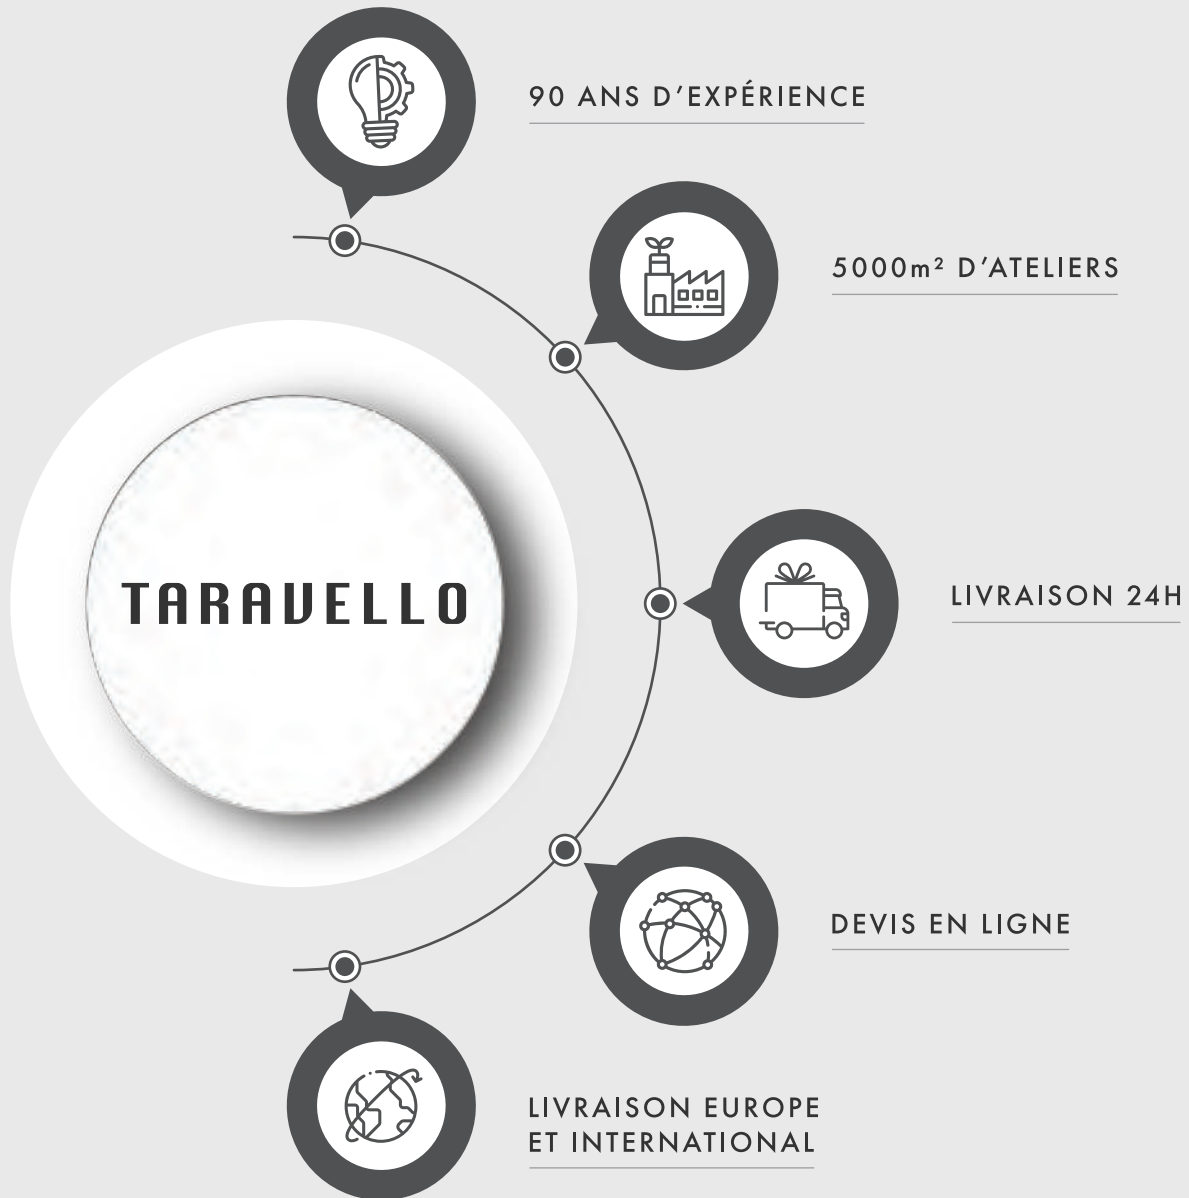 90 ANS D’EXPÉRIENCE
5000m² D’ATELIERS
TARAVELLO
LIVRAISON 24H
DEVIS EN LIGNE
LIVRAISON EUROPE
ET INTERNATIONAL